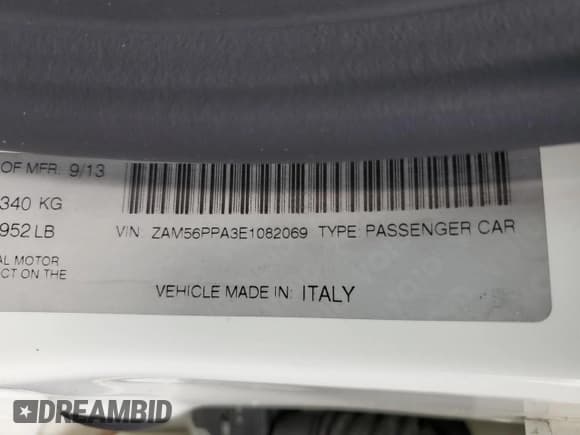 OF MFR: 9/13
340 KG
952 LB
VIN: ZAM56PPA3E1082069 TYPE: PASSENGER CAR
AL MOTOR
CT ON THE
VEHICLE MADE IN: ITALY
DREAMBID